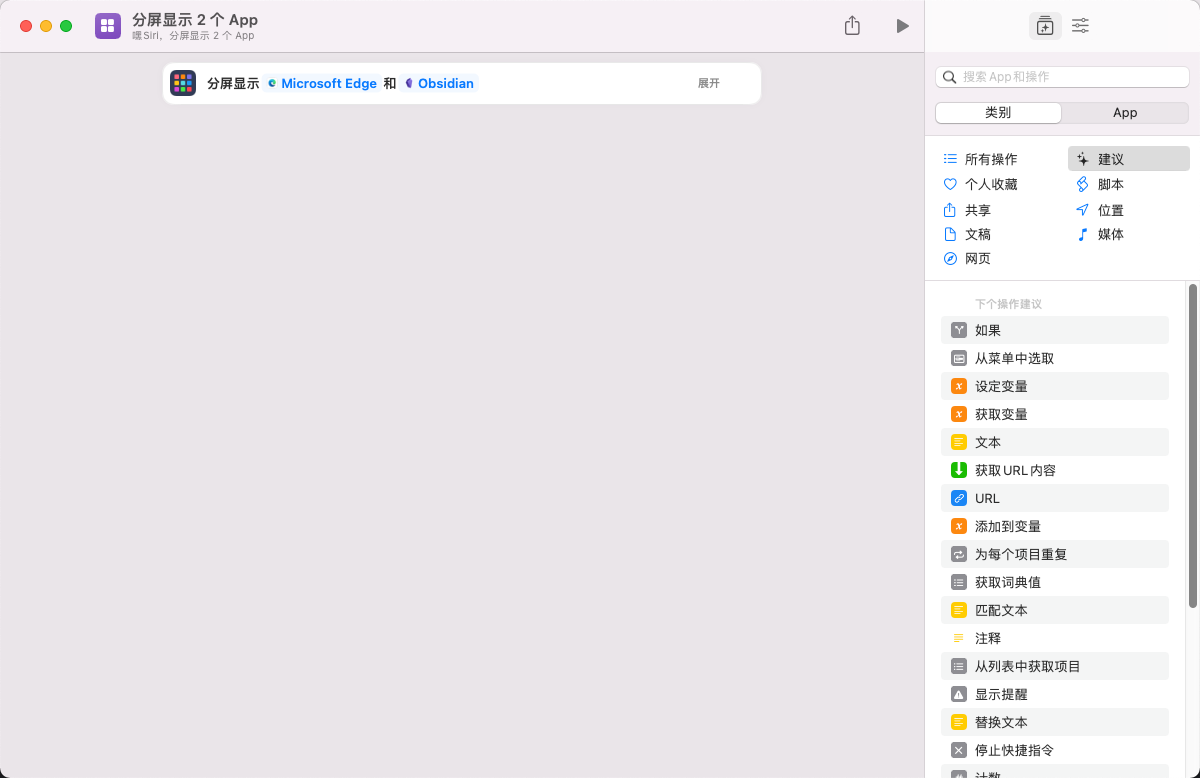 分屏显示 2 个 App
嘿Siri，分屏显示 2 个 App
分屏显示 Microsoft Edge 和 Obsidian 展开
搜索 App 和操作
类别 App
所有操作 建议
个人收藏 脚本
共享 位置
文稿 媒体
网页
下个操作建议
如果
从菜单中选取
设定变量
获取变量
文本
获取 URL 内容
URL
添加到变量
为每个项目重复
获取词典值
匹配文本
注释
从列表中获取项目
显示提醒
替换文本
停止快捷指令
计数